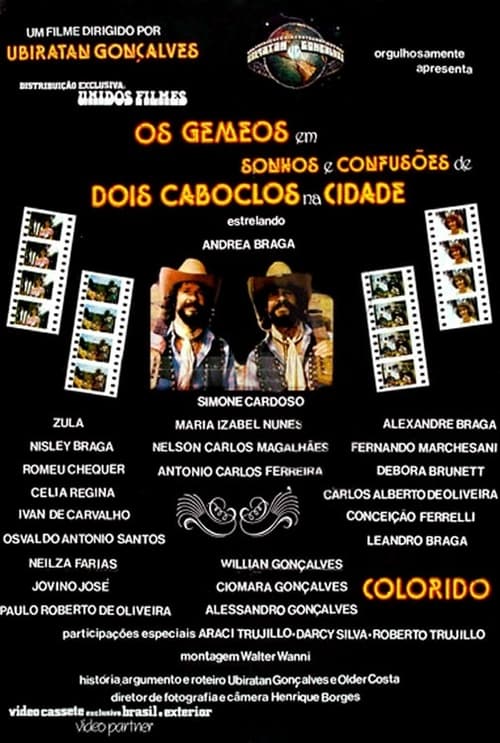 UM FILME DIRIGIDO POR
UBIRATAN GONÇALVES
UBIRATAN GONÇALVES
orgulhosamente
apresenta
DISTRIBUIÇÃO EXCLUSIVA:
UNIDOS FILMES
OS GEMEOS em
SONHOS e CONFUSÕES de
DOIS CABOCLOS na CIDADE
estrelando
ANDREA BRAGA
SIMONE CARDOSO
ZULA
MARIA IZABEL NUNES
ALEXANDRE BRAGA
NISLEY BRAGA
NELSON CARLOS MAGALHÃES
FERNANDO MARCHESANI
ROMEU CHEQUER
ANTONIO CARLOS FERREIRA
DEBORA BRUNETT
CELIA REGINA
CARLOS ALBERTO DE OLIVEIRA
IVAN DE CARVALHO
CONCEIÇÃO FERRELLI
OSVALDO ANTONIO SANTOS
LEANDRO BRAGA
NEILZA FARIAS
WILLIAN GONÇALVES
JOVINO JOSÉ
CIOMARA GONÇALVES
COLORIDO
PAULO ROBERTO DE OLIVEIRA
ALESSANDRO GONÇALVES
participações especiais ARACI TRUJILLO·DARCY SILVA·ROBERTO TRUJILLO
montagem Walter Wanni
história, argumento e roteiro Ubiratan Gonçalves e Older Costa
diretor de fotografia e câmera Henrique Borges
video cassete exclusivo brasil e exterior
video partner